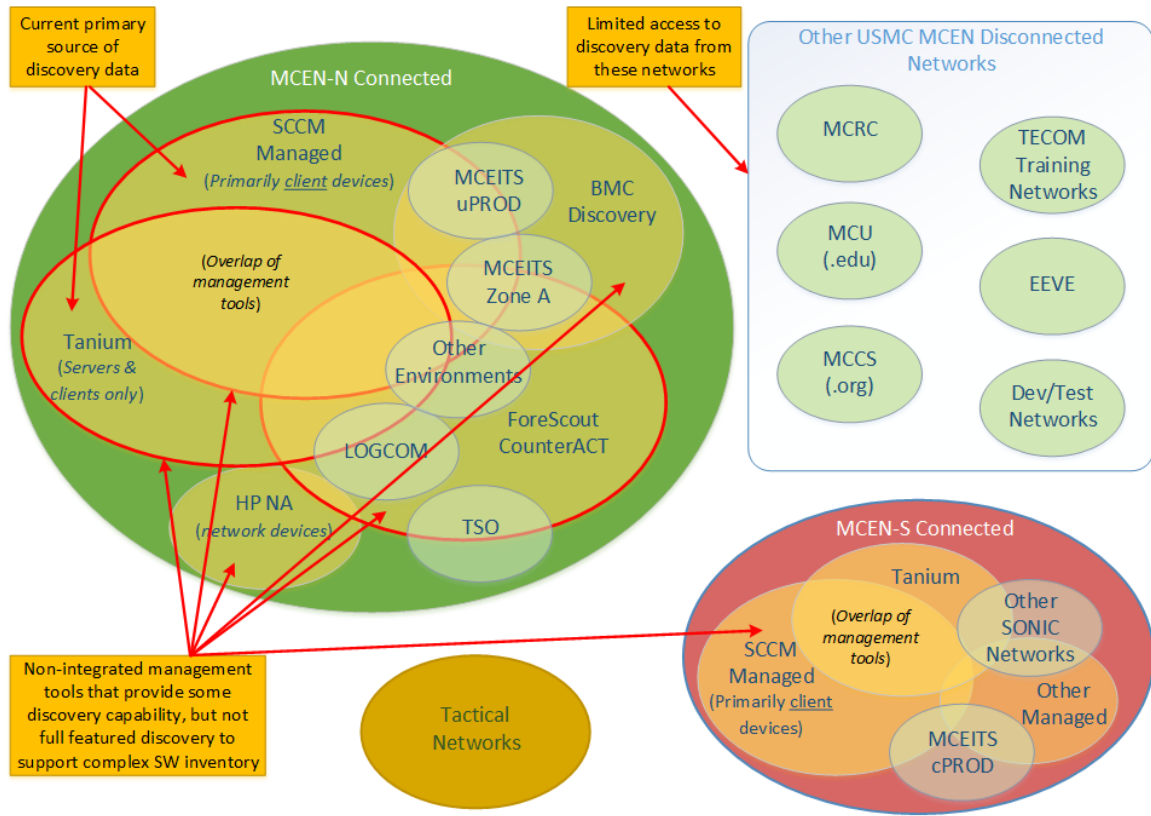 Current primary
source of
discovery data
Limited access to
discovery data from
these networks
Other USMC MCEN Disconnected
Networks
MCRC
TECOM
Training
Networks
MCU
(.edu)
EEVE
MCCS
(.org)
Dev/Test
Networks
MCEN-N Connected
SCCM
Managed
(Primarily client devices)
MCEITS
uPROD
BMC
Discovery
MCEITS
Zone A
(Overlap of
management
tools)
Tanium
(Servers &
clients only)
Other
Environments
ForeScout
CounterACT
LOGCOM
HP NA
(network devices)
TSO
MCEN-S Connected
Tanium
(Overlap of
management
tools)
Other
SONIC
Networks
SCCM
Managed
(Primarily client
devices)
Other
Managed
MCEITS
cPROD
Non-integrated management
tools that provide some
discovery capability, but not
full featured discovery to
support complex SW inventory
Tactical
Networks